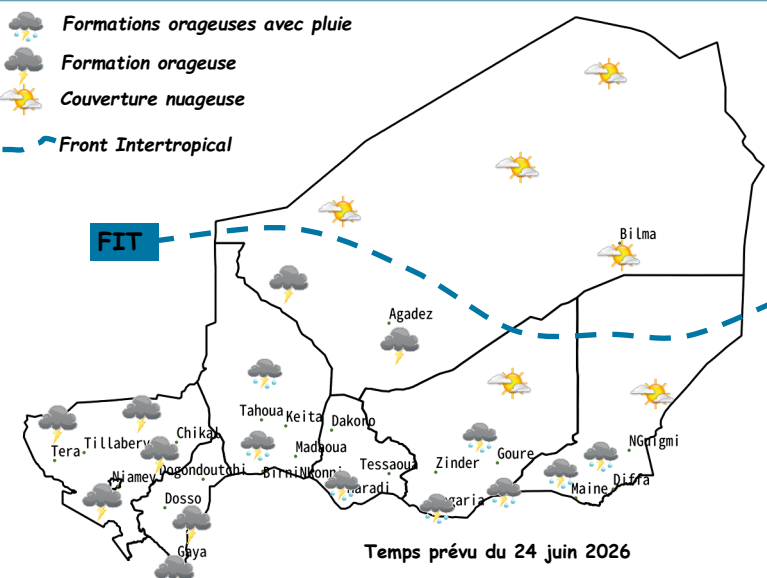 Formations orageuses avec pluie
Formation orageuse
Couverture nuageuse
Front Intertropical
FIT
Bilma
Agadez
Tahoua
Keita
Dakoro
Tera
Tillabery
Chikal
Madaoua
NGuigmi
Goure
Tessaoua
Zinder
Niamey
Dogondoutchi
BirniNkonni
Diffa
Maine
Dosso
Gaya
Temps prévu du 24 juin 2026